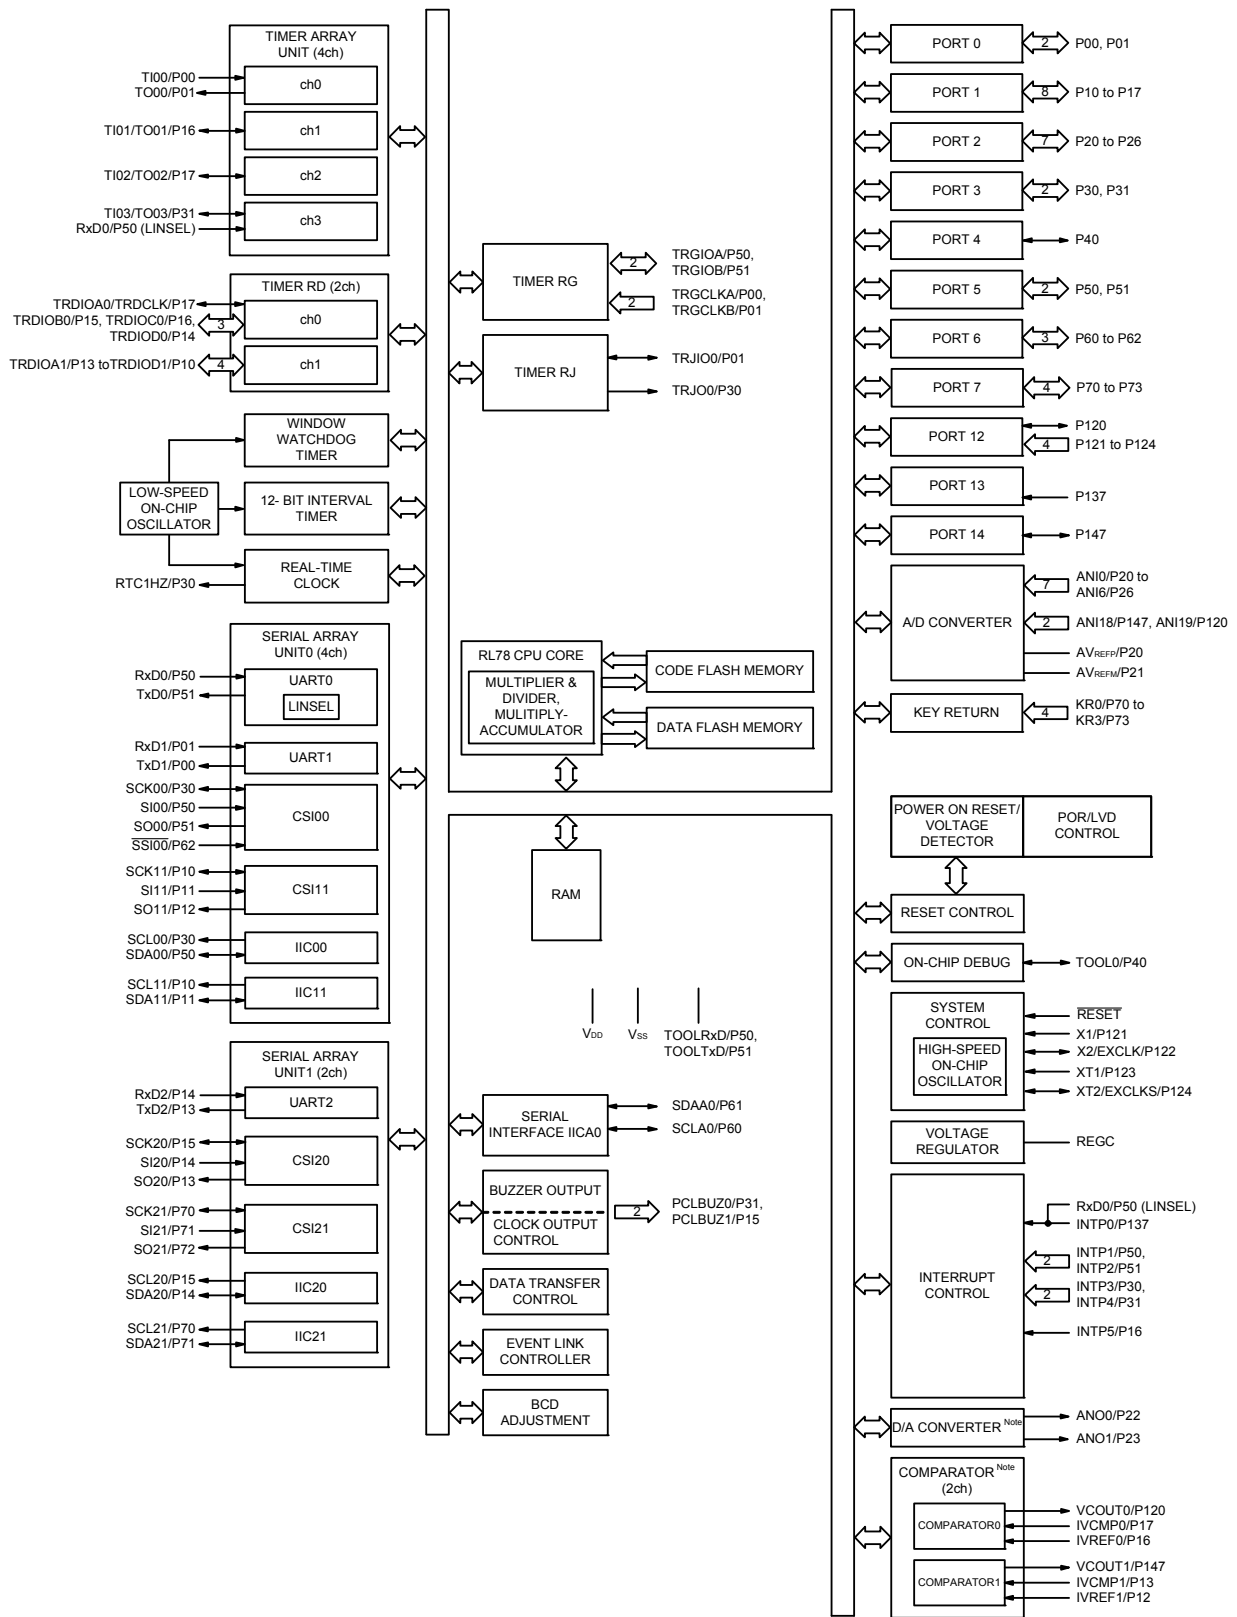 TIMER ARRAY
UNIT (4ch)
TI00/P00
TO00/P01
ch0
TI01/TO01/P16
ch1
TI02/TO02/P17
ch2
TI03/TO03/P31
RxD0/P50 (LINSEL)
ch3
TIMER RD (2ch)
TRDIOA0/TRDCLK/P17
TRDIOB0/P15, TRDIOC0/P16,
TRDIOD0/P14
3
ch0
TRDIOA1/P13 toTRDIOD1/P10
4
ch1
WINDOW
WATCHDOG
TIMER
LOW-SPEED
ON-CHIP
OSCILLATOR
12- BIT INTERVAL
TIMER
RTC1HZ/P30
REAL-TIME
CLOCK
SERIAL ARRAY
UNIT0 (4ch)
RxD0/P50
TxD0/P51
UART0
LINSEL
RxD1/P01
TxD1/P00
UART1
SCK00/P30
SI00/P50
SO00/P51
SSI00/P62
CSI00
SCK11/P10
SI11/P11
SO11/P12
CSI11
SCL00/P30
SDA00/P50
IIC00
SCL11/P10
SDA11/P11
IIC11
SERIAL ARRAY
UNIT1 (2ch)
RxD2/P14
TxD2/P13
UART2
SCK20/P15
SI20/P14
SO20/P13
CSI20
SCK21/P70
SI21/P71
SO21/P72
CSI21
SCL20/P15
SDA20/P14
IIC20
SCL21/P70
SDA21/P71
IIC21
TIMER RG
2
TRGIOA/P50,
TRGIOB/P51
2
TRGCLKA/P00,
TRGCLKB/P01
TIMER RJ
TRJIO0/P01
TRJO0/P30
RL78 CPU CORE
MULTIPLIER &
DIVIDER,
MULITIPLY-
ACCUMULATOR
CODE FLASH MEMORY
DATA FLASH MEMORY
RAM
VDD
VSS
TOOLRxD/P50,
TOOLTxD/P51
SERIAL
INTERFACE IICA0
SDAA0/P61
SCLA0/P60
BUZZER OUTPUT
CLOCK OUTPUT
CONTROL
2
PCLBUZ0/P31,
PCLBUZ1/P15
DATA TRANSFER
CONTROL
EVENT LINK
CONTROLLER
BCD
ADJUSTMENT
PORT 0
2
P00, P01
PORT 1
8
P10 to P17
PORT 2
7
P20 to P26
PORT 3
2
P30, P31
PORT 4
P40
PORT 5
2
P50, P51
PORT 6
3
P60 to P62
PORT 7
4
P70 to P73
PORT 12
P120
4
P121 to P124
PORT 13
P137
PORT 14
P147
A/D CONVERTER
7
ANI0/P20 to
ANI6/P26
2
ANI18/P147, ANI19/P120
AVREFP/P20
AVREFM/P21
KEY RETURN
4
KR0/P70 to
KR3/P73
POWER ON RESET/
VOLTAGE
DETECTOR
POR/LVD
CONTROL
RESET CONTROL
ON-CHIP DEBUG
TOOL0/P40
SYSTEM
CONTROL
HIGH-SPEED
ON-CHIP
OSCILLATOR
RESET
X1/P121
X2/EXCLK/P122
XT1/P123
XT2/EXCLKS/P124
VOLTAGE
REGULATOR
REGC
INTERRUPT
CONTROL
RxD0/P50 (LINSEL)
INTP0/P137
2
INTP1/P50,
INTP2/P51
2
INTP3/P30,
INTP4/P31
INTP5/P16
D/A CONVERTER Note
ANO0/P22
ANO1/P23
COMPARATOR Note
(2ch)
COMPARATOR0
VCOUT0/P120
IVCMP0/P17
IVREF0/P16
COMPARATOR1
VCOUT1/P147
IVCMP1/P13
IVREF1/P12